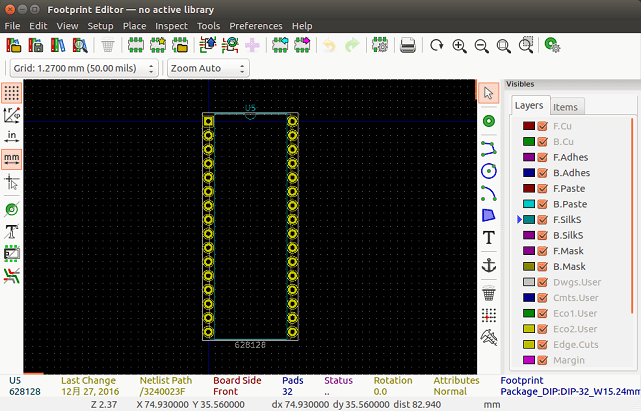 Footprint Editor — no active library
File Edit View Setup Place Inspect Tools Preferences Help
Grid: 1.2700 mm (50.00 mils) Zoom Auto
Visibles
Layers Items
in
mm
U5
628128
T
F.Cu
B.Cu
F.Adhes
B.Adhes
F.Paste
B.Paste
F.SilkS
B.SilkS
F.Mask
B.Mask
Dwgs.User
Cmts.User
Eco1.User
Eco2.User
Edge.Cuts
Margin
U5 Last Change Netlist Path Board Side Pads Status Rotation Attributes Footprint
628128 12月 27, 2016 /3240023F Front 32 .. 0.0 Normal Package_DIP:DIP-32_W15.24mm
Z 2.37 X 74.930000 Y 35.560000 dx 74.930000 dy 35.560000 dist 82.940 mm